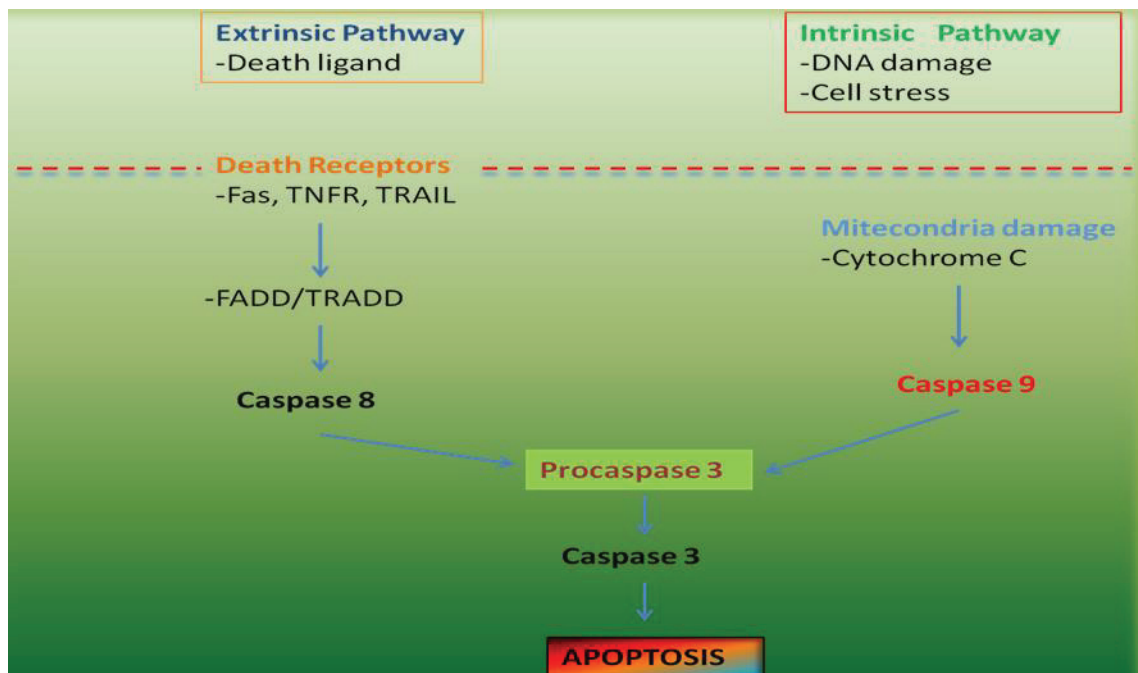 Extrinsic Pathway
-Death ligand
Intrinsic Pathway
-DNA damage
-Cell stress
Death Receptors
-Fas, TNFR, TRAIL
Mitecondria damage
-Cytochrome C
-FADD/TRADD
Caspase 8
Caspase 9
Procaspase 3
Caspase 3
APOPTOSIS